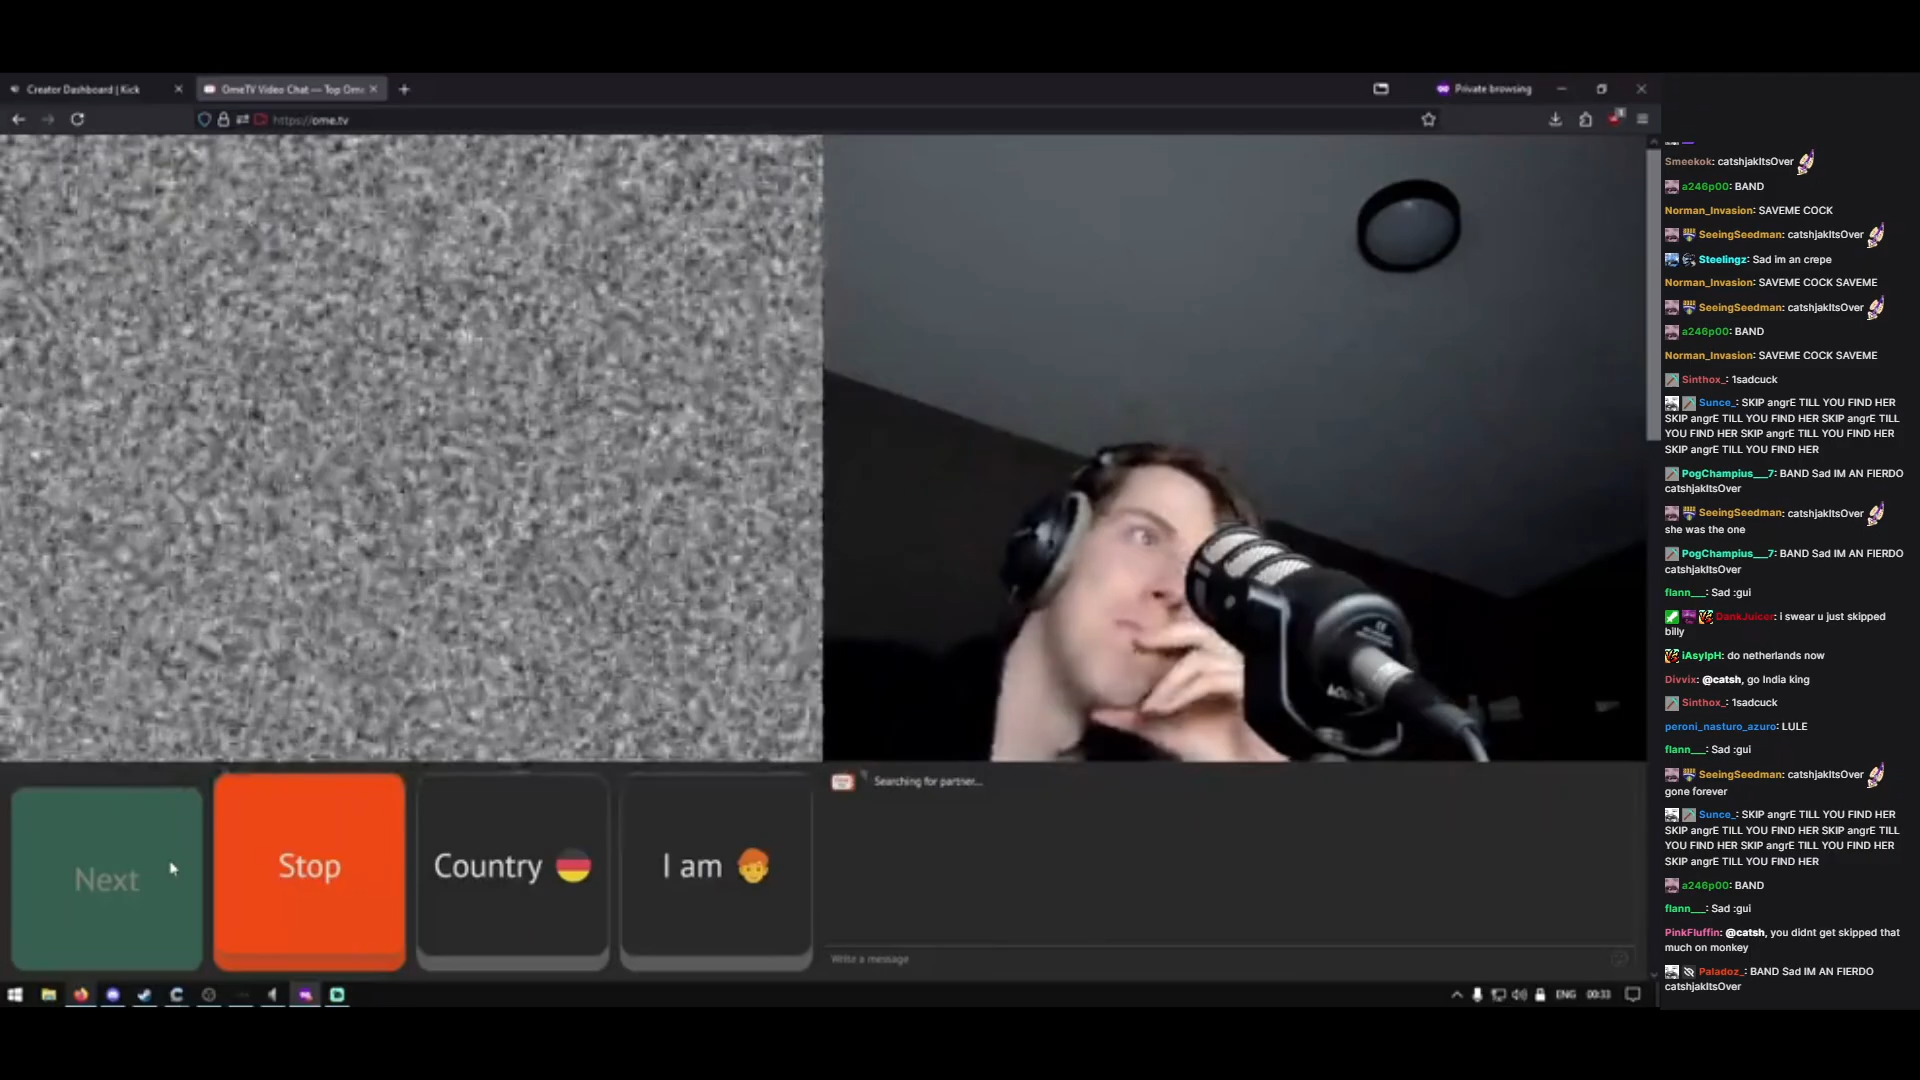 Creator Dashboard | Kick
OmeTV Video Chat — Top Ome
Private browsing
https://ome.tv
Next
Stop
Country
I am
Searching for partner...
Write a message
ENG
00:33
Smeekok: catshjakItsOver
a246p00: BAND
Norman_Invasion: SAVEME COCK
SeeingSeedman: catshjakItsOver
Steelingz: Sad im an crepe
Norman_Invasion: SAVEME COCK SAVEME
SeeingSeedman: catshjakItsOver
a246p00: BAND
Norman_Invasion: SAVEME COCK SAVEME
Sinthox_: 1sadcuck
Sunce_: SKIP angrE TILL YOU FIND HER
SKIP angrE TILL YOU FIND HER SKIP angrE TILL
YOU FIND HER SKIP angrE TILL YOU FIND HER
SKIP angrE TILL YOU FIND HER
PogChampius___7: BAND Sad IM AN FIERDO
catshjakItsOver
SeeingSeedman: catshjakItsOver
she was the one
PogChampius___7: BAND Sad IM AN FIERDO
catshjakItsOver
flann___: Sad :gui
DankJuicer: i swear u just skipped
billy
iAsylpH: do netherlands now
Divvix: @catsh, go India king
Sinthox_: 1sadcuck
peroni_nasturo_azuro: LULE
flann___: Sad :gui
SeeingSeedman: catshjakItsOver
gone forever
Sunce_: SKIP angrE TILL YOU FIND HER
SKIP angrE TILL YOU FIND HER SKIP angrE TILL
YOU FIND HER SKIP angrE TILL YOU FIND HER
SKIP angrE TILL YOU FIND HER
a246p00: BAND
flann___: Sad :gui
PinkFluffin: @catsh, you didnt get skipped that
much on monkey
Paladoz_: BAND Sad IM AN FIERDO
catshjakItsOver